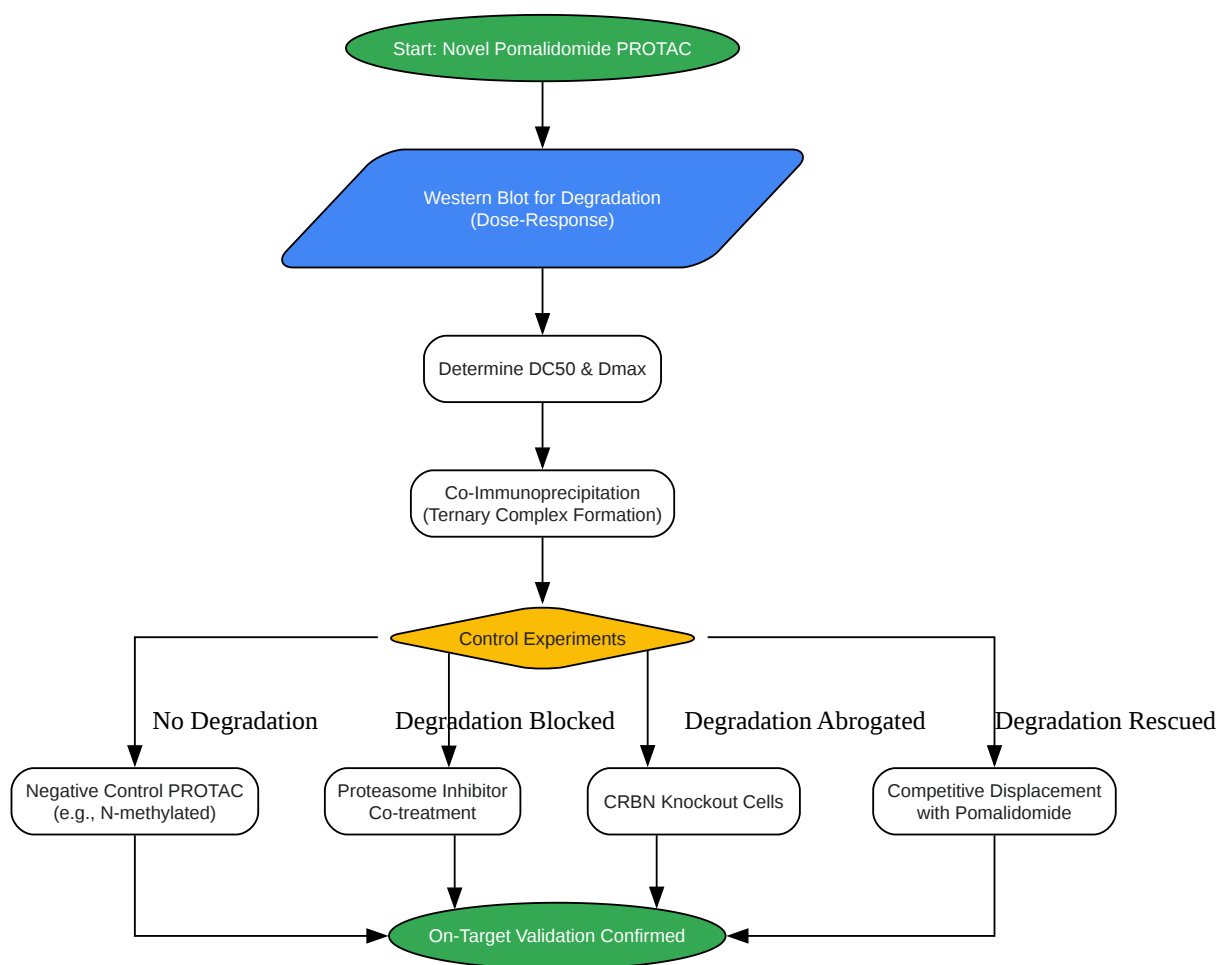 Start: Novel Pomalidomide PROTAC
Western Blot for Degradation
(Dose-Response)
Determine DC50 & Dmax
Co-Immunoprecipitation
(Ternary Complex Formation)
Control Experiments
No Degradation
Degradation Blocked
Degradation Abrogated
Degradation Rescued
Negative Control PROTAC
(e.g., N-methylated)
Proteasome Inhibitor
Co-treatment
CRBN Knockout Cells
Competitive Displacement
with Pomalidomide
On-Target Validation Confirmed